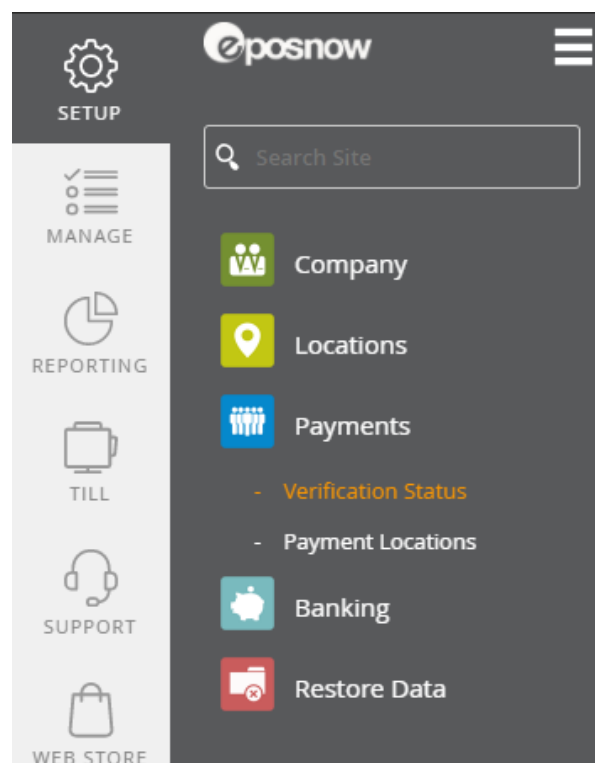 SETUP
MANAGE
REPORTING
TILL
SUPPORT
WEB STORE
eposnow
Search Site
Company
Locations
Payments
- Verification Status
- Payment Locations
Banking
Restore Data